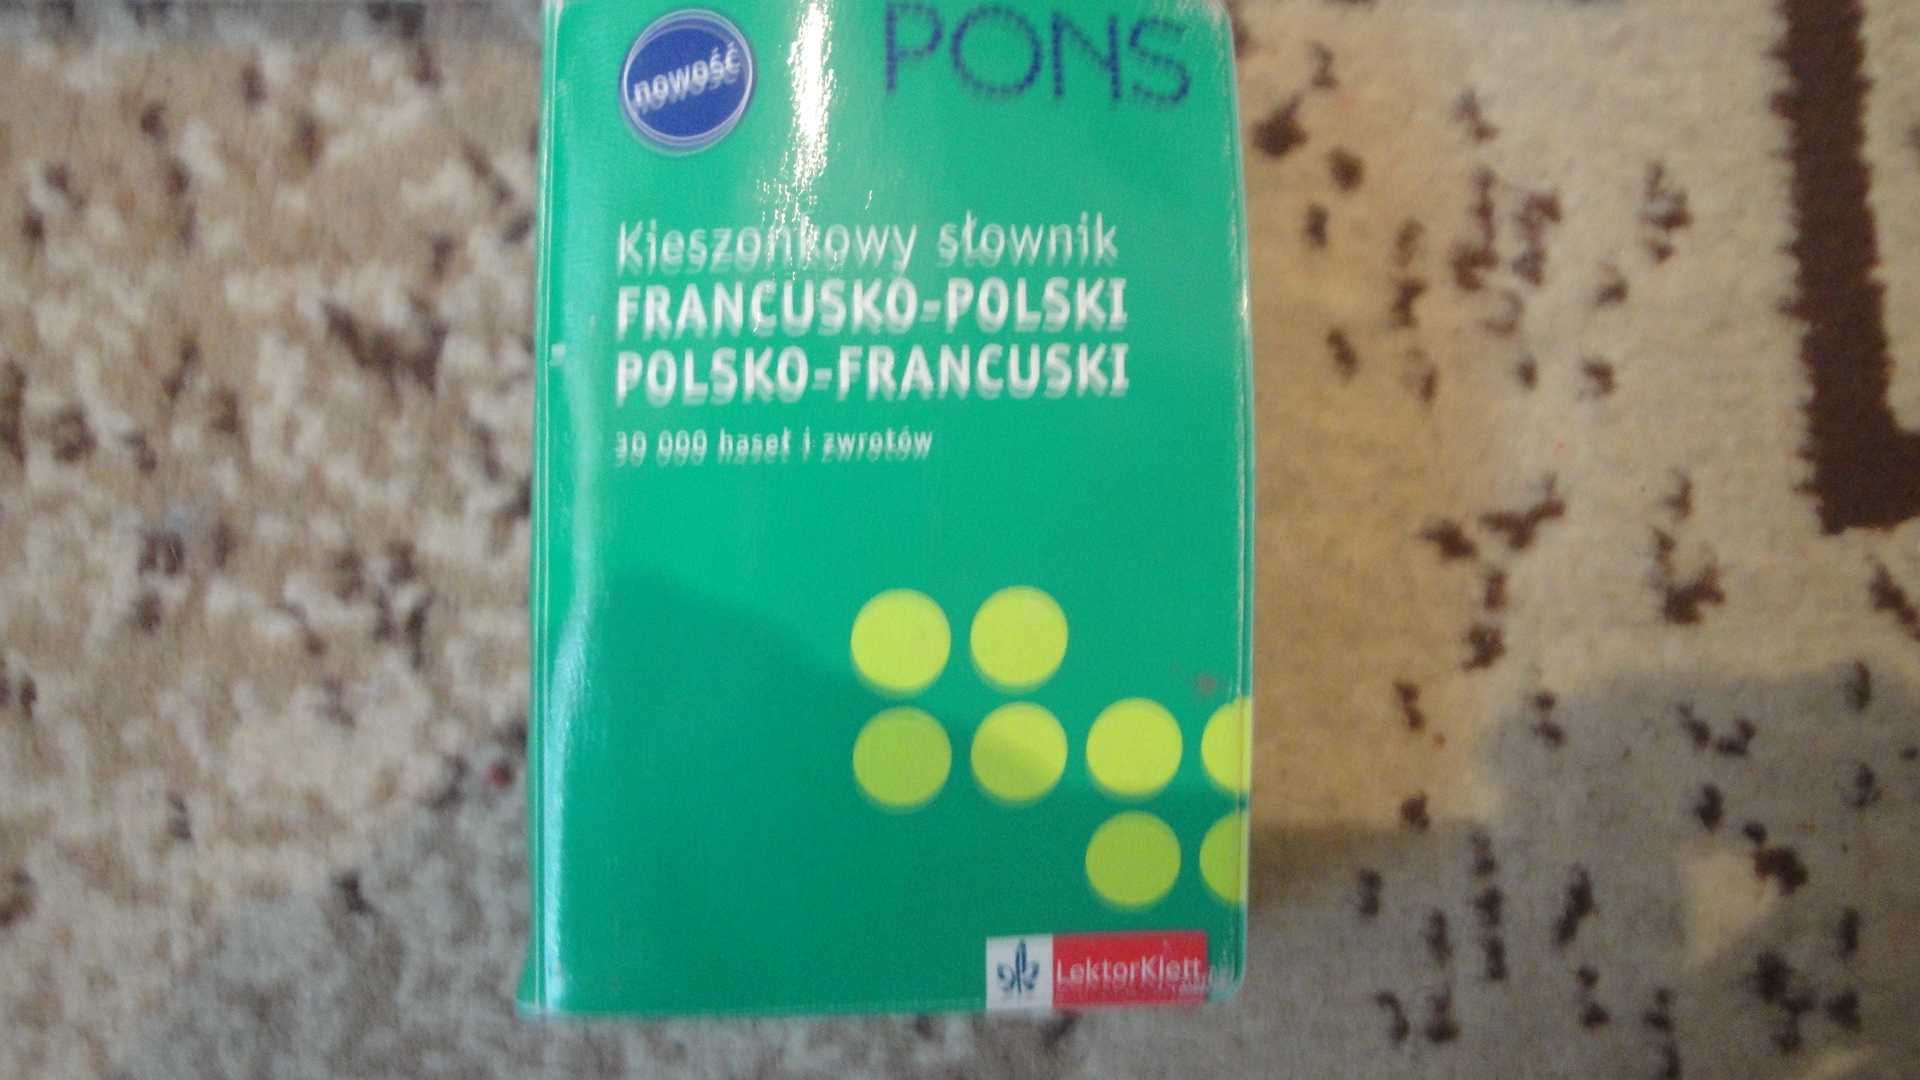 nowość
PONS
Kieszonkowy słownik
FRANCUSKO-POLSKI
POLSKO-FRANCUSKI
30 000 haseł i zwrotów
LektorKlett